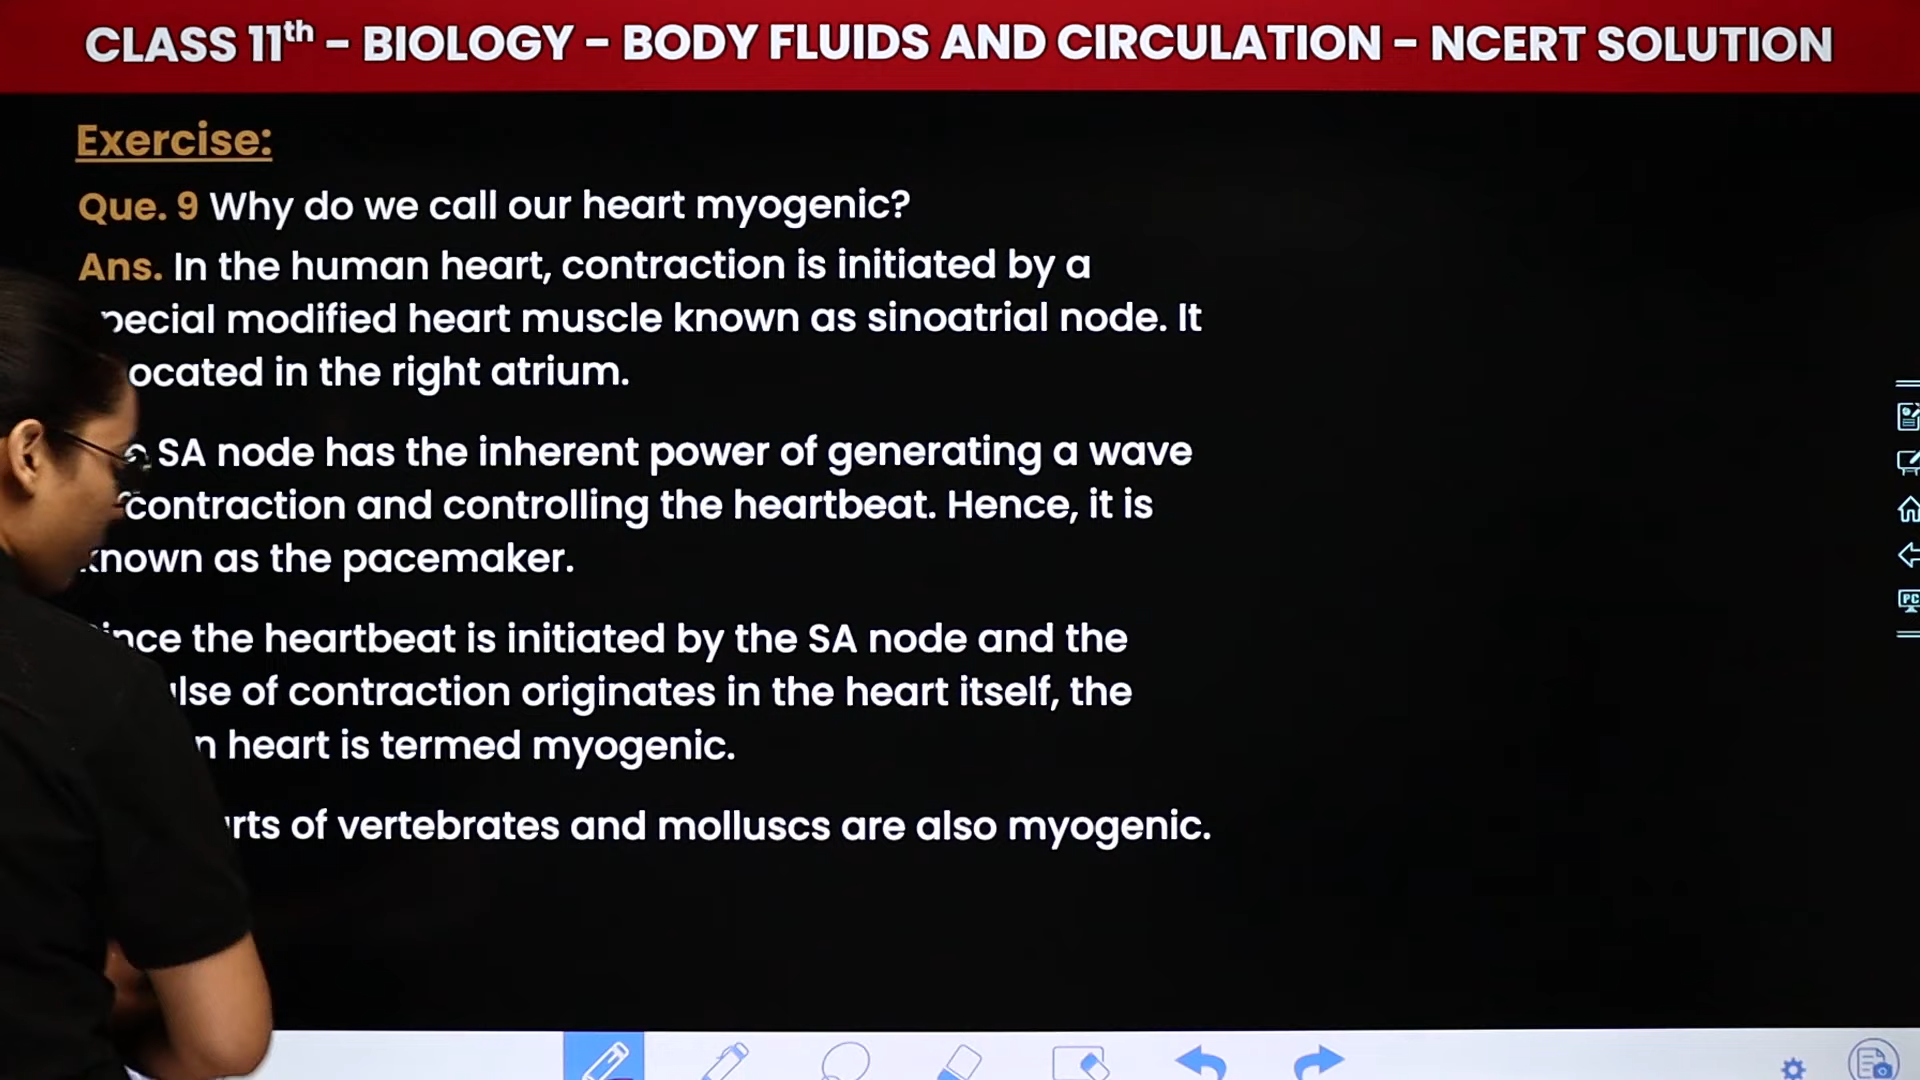 CLASS 11th – BIOLOGY – BODY FLUIDS AND CIRCULATION – NCERT SOLUTION
Exercise:
Que. 9 Why do we call our heart myogenic?
Ans. In the human heart, contraction is initiated by a
pecial modified heart muscle known as sinoatrial node. It
ocated in the right atrium.
SA node has the inherent power of generating a wave
contraction and controlling the heartbeat. Hence, it is
known as the pacemaker.
ince the heartbeat is initiated by the SA node and the
lse of contraction originates in the heart itself, the
n heart is termed myogenic.
rts of vertebrates and molluscs are also myogenic.
PC